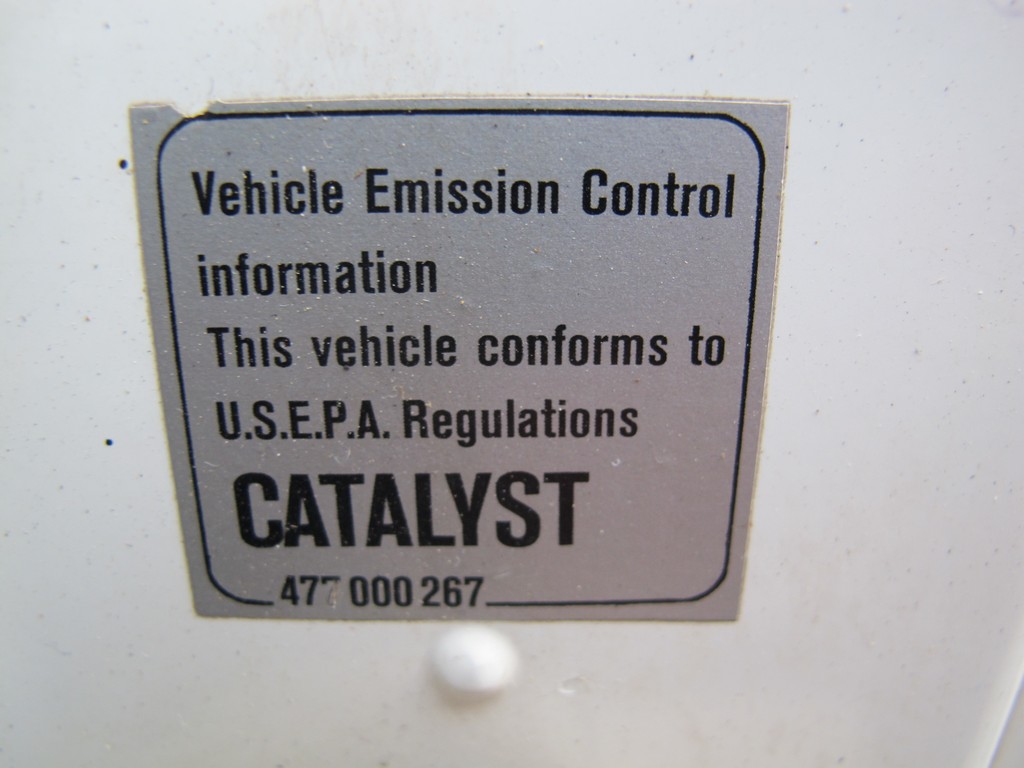 Vehicle Emission Control
information
This vehicle conforms to
U.S.E.P.A. Regulations
CATALYST
477 000 267